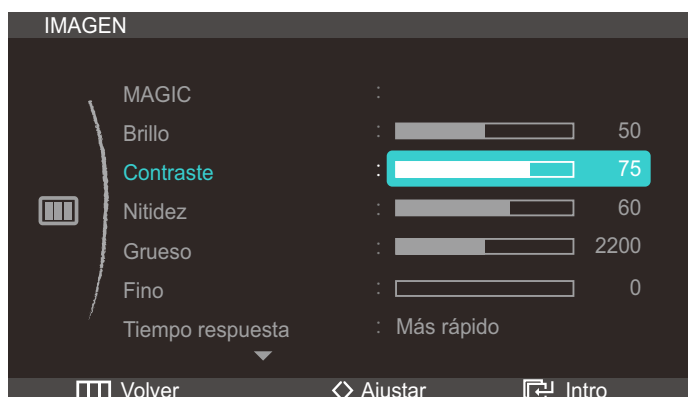 IMAGEN
MAGIC :
Brillo : 50
Contraste : 75
Nitidez : 60
Grueso : 2200
Fino : 0
Tiempo respuesta : Más rápido
Volver Ajustar Intro